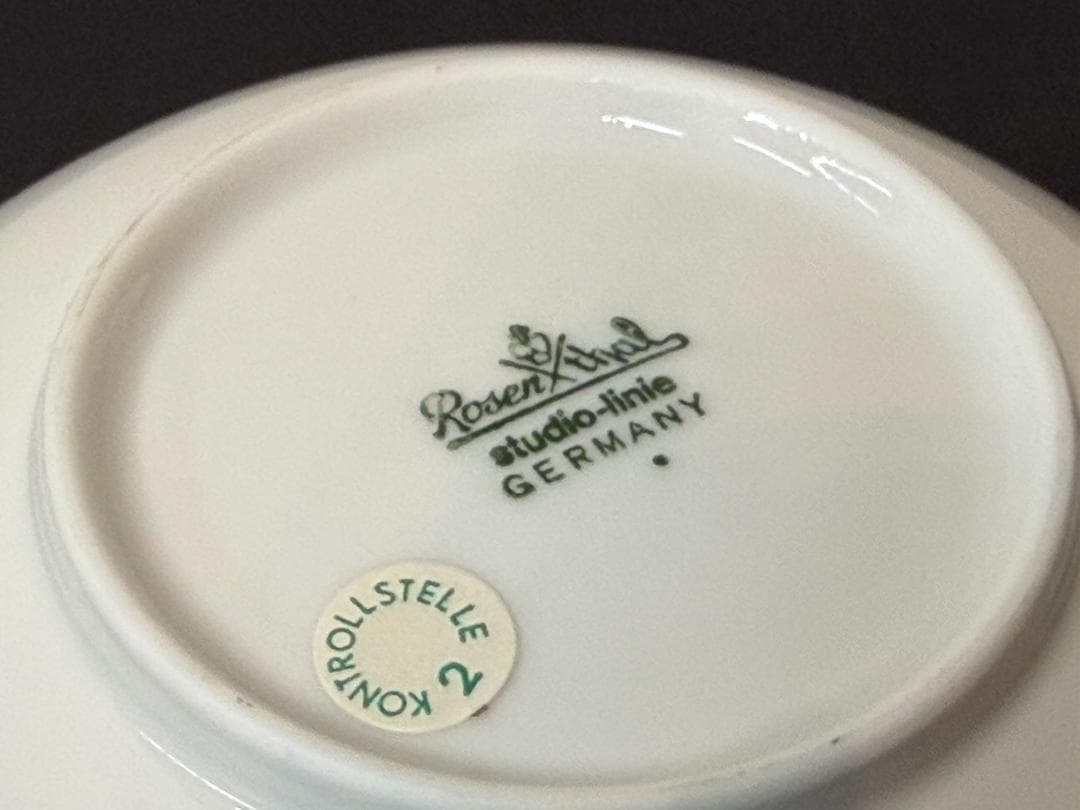 Rosenthal
studio-linie
GERMANY
KONTROLLSTELLE 2